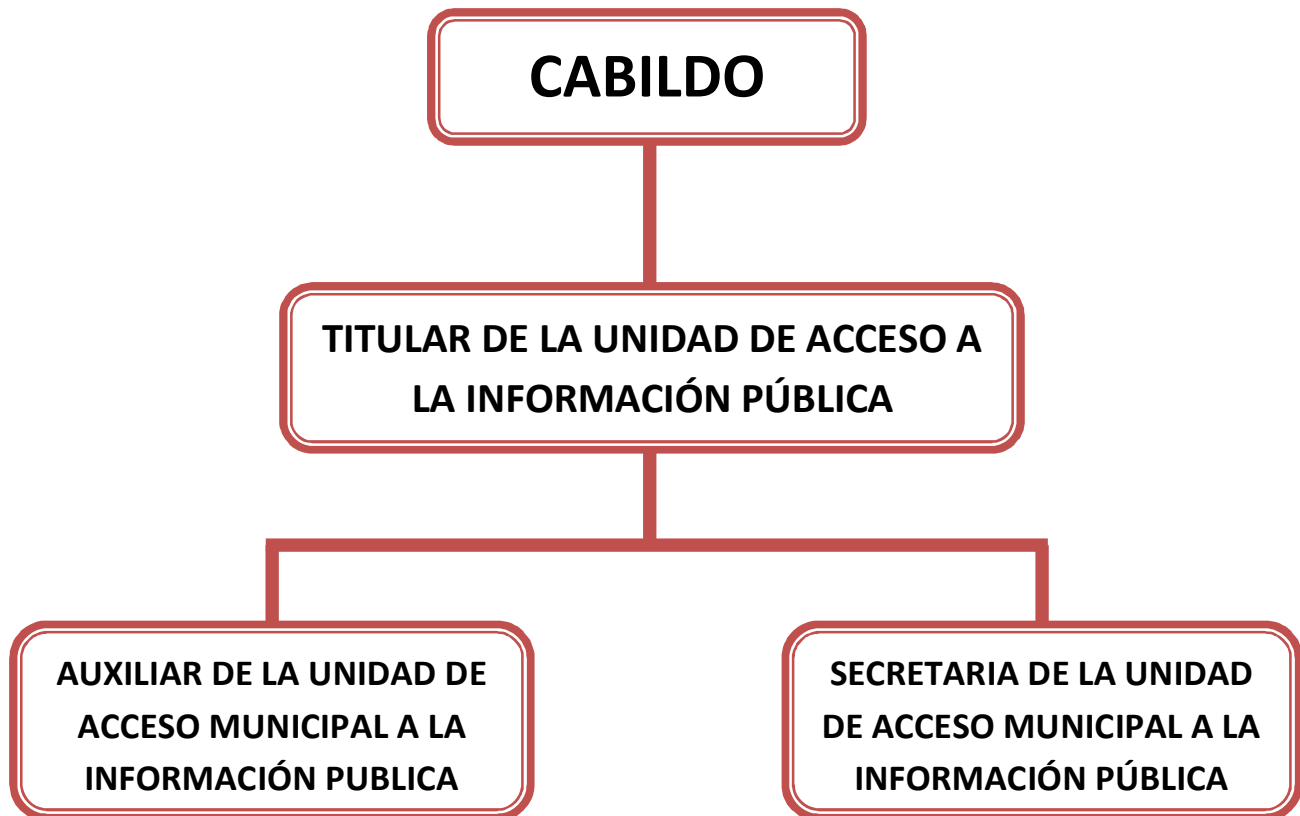 CABILDO
TITULAR DE LA UNIDAD DE ACCESO A
LA INFORMACIÓN PÚBLICA
AUXILIAR DE LA UNIDAD DE
ACCESO MUNICIPAL A LA
INFORMACIÓN PUBLICA
SECRETARIA DE LA UNIDAD
DE ACCESO MUNICIPAL A LA
INFORMACIÓN PÚBLICA